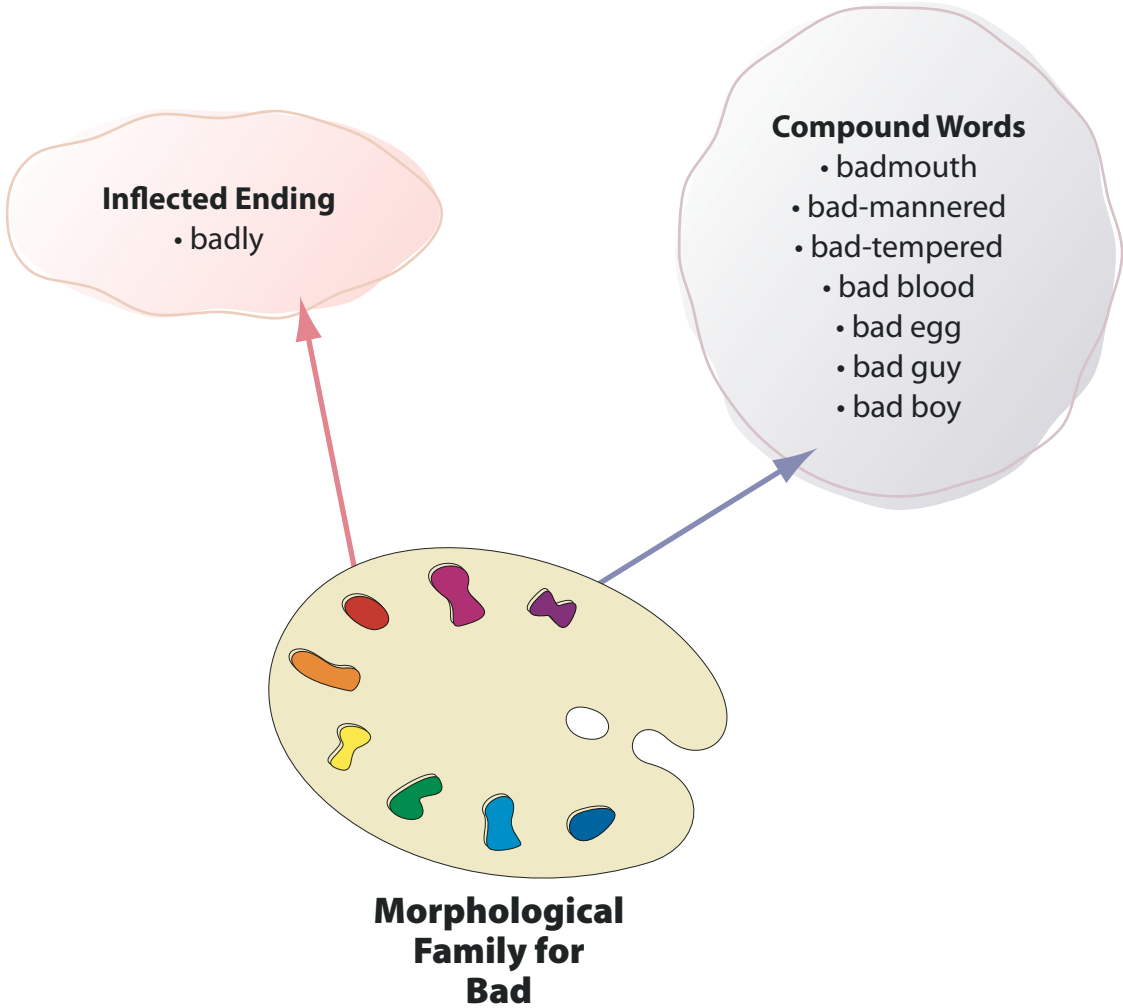 Inflected Ending
• badly
Compound Words
• badmouth
• bad-mannered
• bad-tempered
• bad blood
• bad egg
• bad guy
• bad boy
Morphological
Family for
Bad